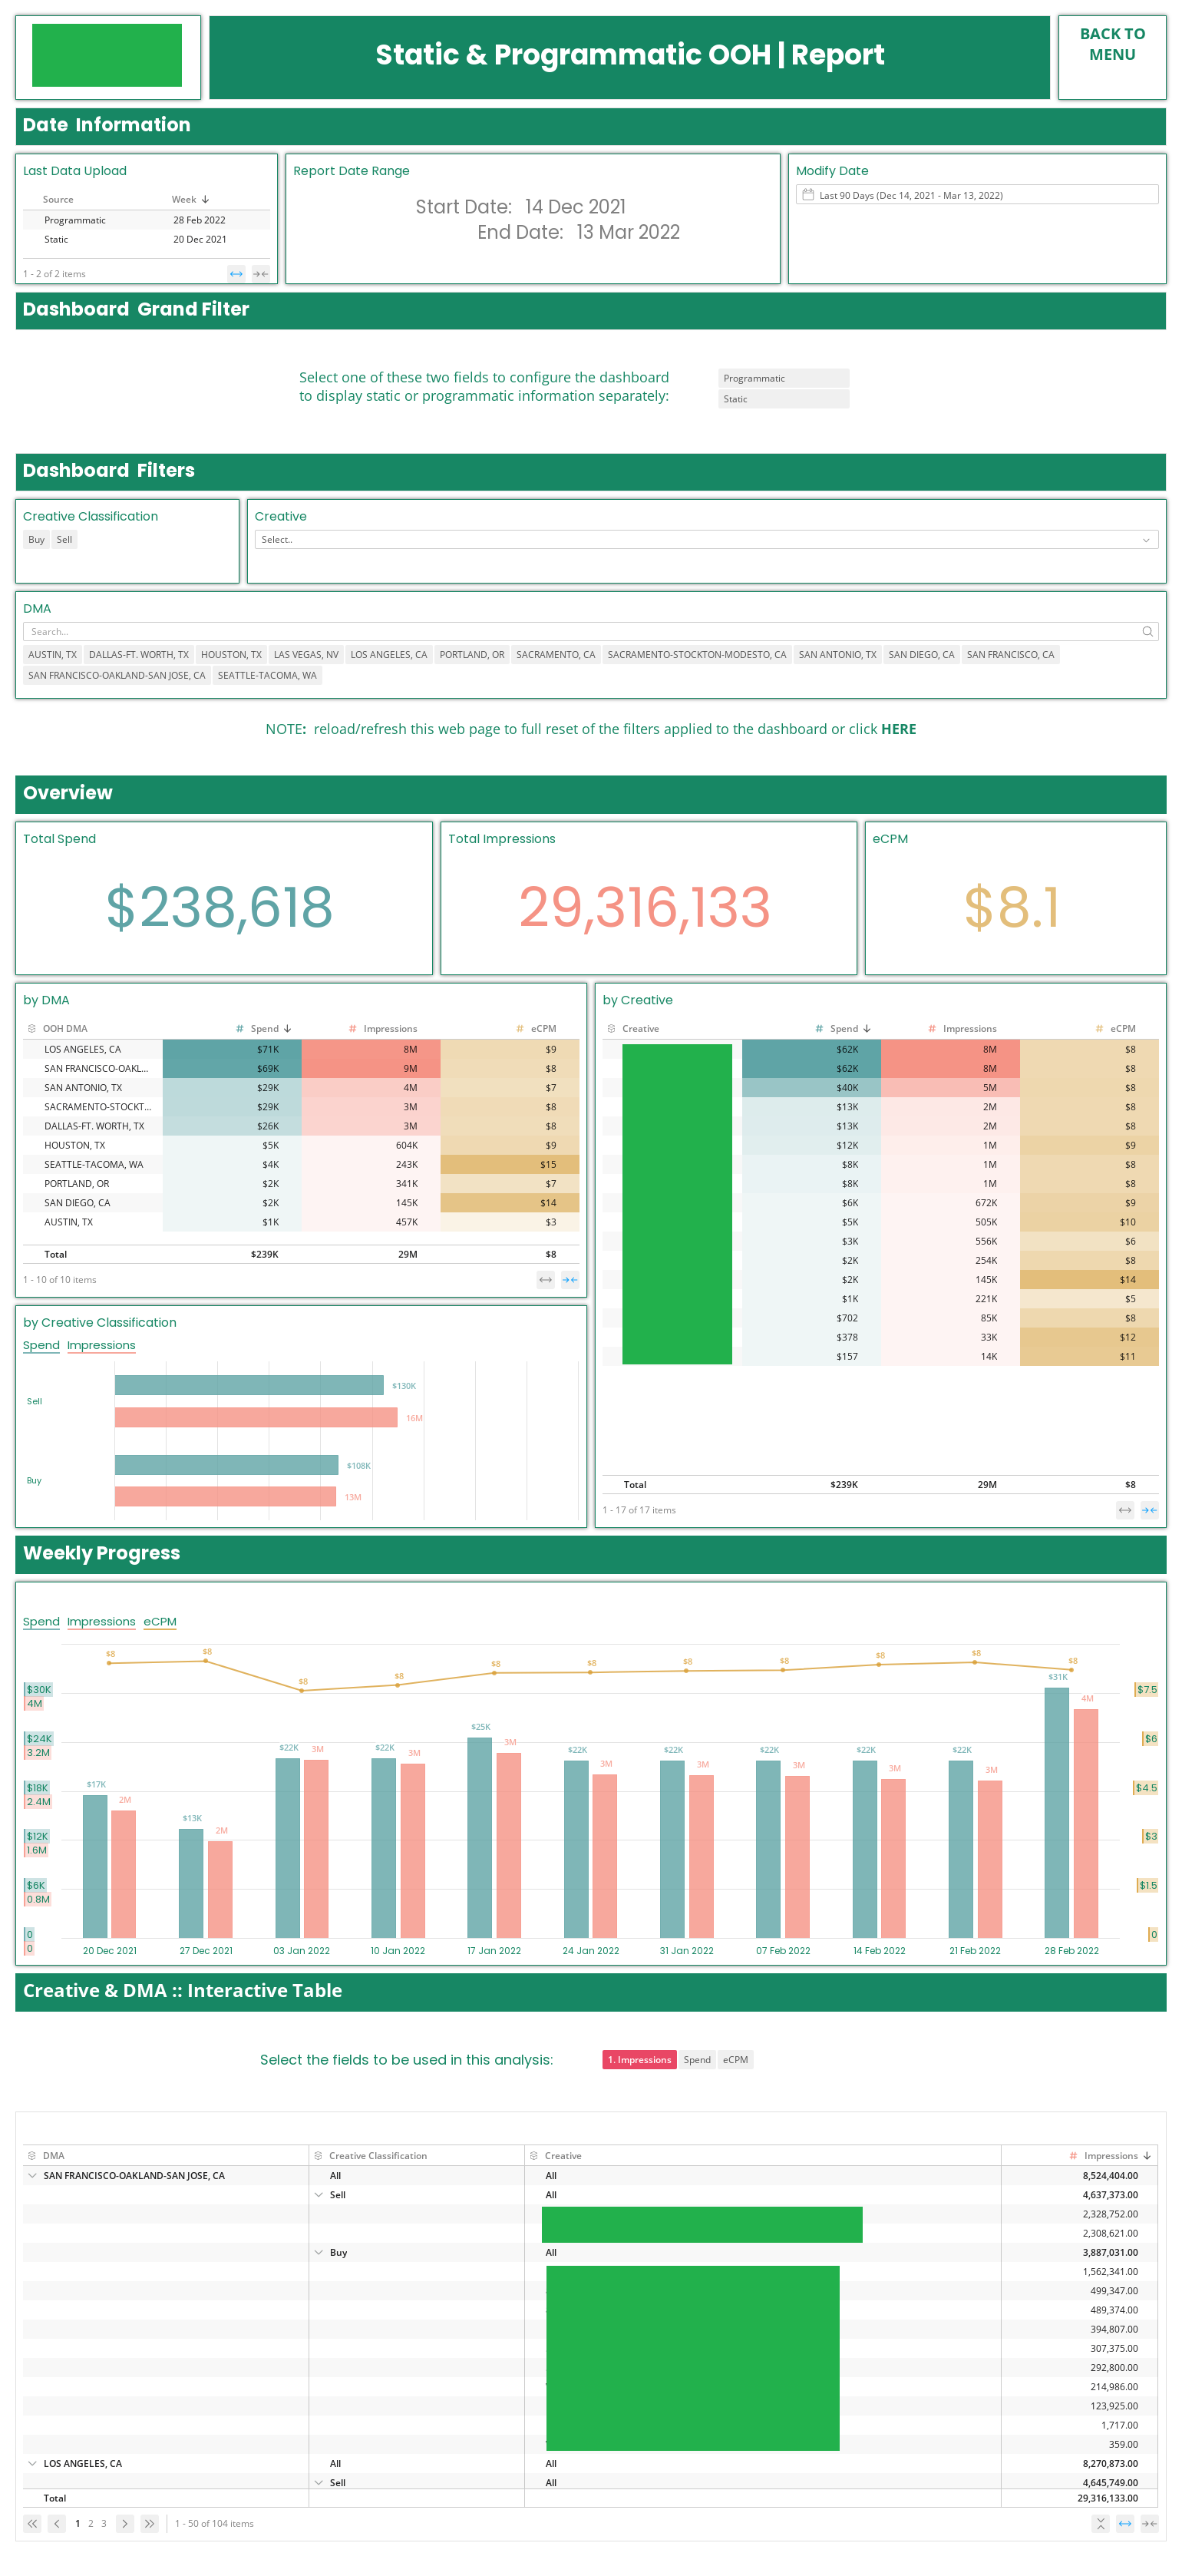 Static & Programmatic OOH | Report
BACK TO
MENU
Date Information
Last Data Upload
Source Week
Programmatic 28 Feb 2022
Static 20 Dec 2021
1 - 2 of 2 items
Report Date Range
Start Date: 14 Dec 2021
End Date: 13 Mar 2022
Modify Date
Last 90 Days (Dec 14, 2021 - Mar 13, 2022)
Dashboard Grand Filter
Select one of these two fields to configure the dashboard
to display static or programmatic information separately:
Programmatic
Static
Dashboard Filters
Creative Classification
Buy Sell
Creative
Select..
DMA
Search...
AUSTIN, TX DALLAS-FT. WORTH, TX HOUSTON, TX LAS VEGAS, NV LOS ANGELES, CA PORTLAND, OR SACRAMENTO, CA SACRAMENTO-STOCKTON-MODESTO, CA SAN ANTONIO, TX SAN DIEGO, CA SAN FRANCISCO, CA
SAN FRANCISCO-OAKLAND-SAN JOSE, CA SEATTLE-TACOMA, WA
NOTE: reload/refresh this web page to full reset of the filters applied to the dashboard or click HERE
Overview
Total Spend
$238,618
Total Impressions
29,316,133
eCPM
$8.1
by DMA
OOH DMA # Spend # Impressions # eCPM
LOS ANGELES, CA $71K 8M $9
SAN FRANCISCO-OAKL... $69K 9M $8
SAN ANTONIO, TX $29K 4M $7
SACRAMENTO-STOCKT... $29K 3M $8
DALLAS-FT. WORTH, TX $26K 3M $8
HOUSTON, TX $5K 604K $9
SEATTLE-TACOMA, WA $4K 243K $15
PORTLAND, OR $2K 341K $7
SAN DIEGO, CA $2K 145K $14
AUSTIN, TX $1K 457K $3
Total $239K 29M $8
1 - 10 of 10 items
by Creative
Creative # Spend # Impressions # eCPM
$62K 8M $8
$62K 8M $8
$40K 5M $8
$13K 2M $8
$13K 2M $8
$12K 1M $9
$8K 1M $8
$8K 1M $8
$6K 672K $9
$5K 505K $10
$3K 556K $6
$2K 254K $8
$2K 145K $14
$1K 221K $5
$702 85K $8
$378 33K $12
$157 14K $11
Total $239K 29M $8
1 - 17 of 17 items
by Creative Classification
Spend Impressions
Sell
$130K
16M
Buy
$108K
13M
Weekly Progress
Spend Impressions eCPM
$8 $8 $8 $8 $8 $8 $8 $8 $8 $8 $8
$30K
4M
$24K
3.2M
$18K
2.4M
$12K
1.6M
$6K
0.8M
0
0
$17K 2M
$13K 2M
$22K 3M
$22K 3M
$25K 3M
$22K 3M
$22K 3M
$22K 3M
$22K 3M
$22K 3M
$31K 4M
$7.5
$6
$4.5
$3
$1.5
0
20 Dec 2021 27 Dec 2021 03 Jan 2022 10 Jan 2022 17 Jan 2022 24 Jan 2022 31 Jan 2022 07 Feb 2022 14 Feb 2022 21 Feb 2022 28 Feb 2022
Creative & DMA :: Interactive Table
Select the fields to be used in this analysis:
1. Impressions Spend eCPM
DMA Creative Classification Creative # Impressions
SAN FRANCISCO-OAKLAND-SAN JOSE, CA All All 8,524,404.00
Sell All 4,637,373.00
2,328,752.00
2,308,621.00
Buy All 3,887,031.00
1,562,341.00
499,347.00
489,374.00
394,807.00
307,375.00
292,800.00
214,986.00
123,925.00
1,717.00
359.00
LOS ANGELES, CA All All 8,270,873.00
Sell All 4,645,749.00
Total 29,316,133.00
1 2 3 1 - 50 of 104 items